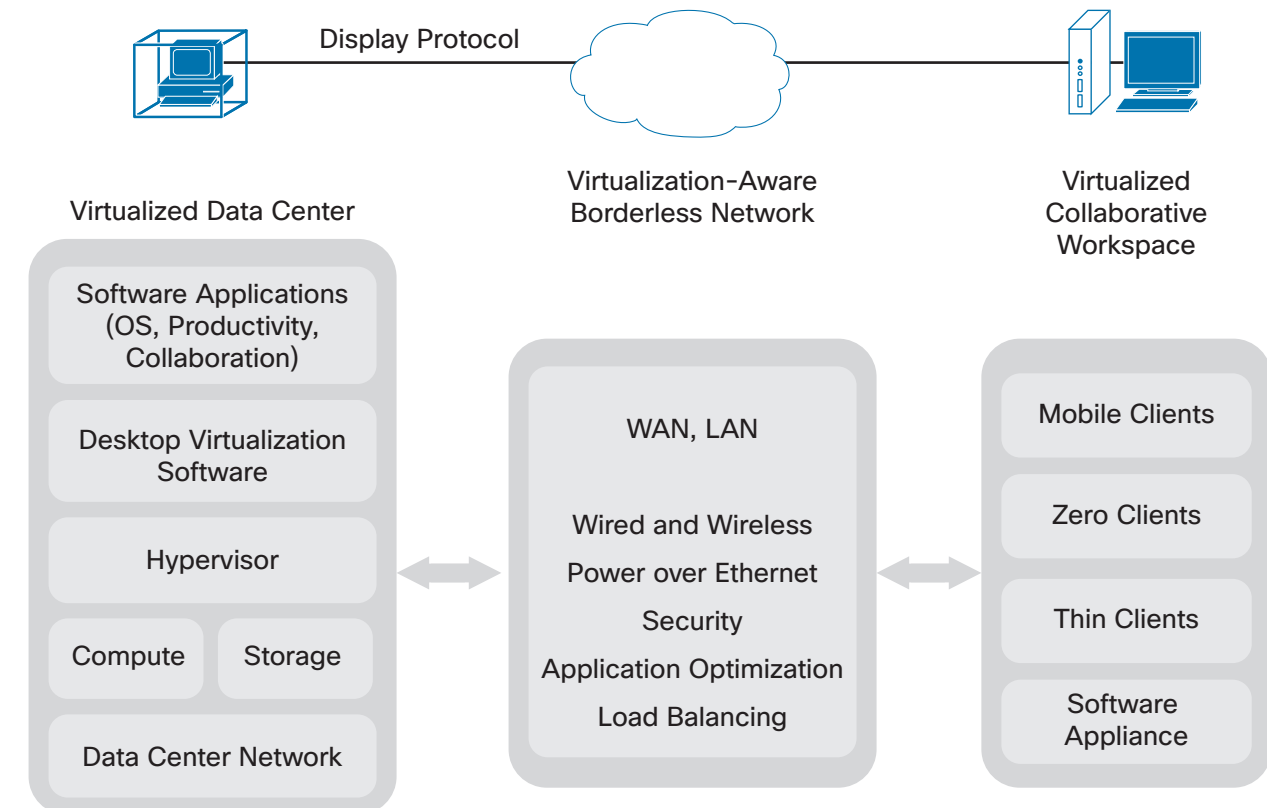 Display Protocol
Virtualized Data Center
Virtualization-Aware
Borderless Network
Virtualized
Collaborative
Workspace
Software Applications
(OS, Productivity,
Collaboration)
Desktop Virtualization
Software
Hypervisor
Compute
Storage
Data Center Network
WAN, LAN
Wired and Wireless
Power over Ethernet
Security
Application Optimization
Load Balancing
Mobile Clients
Zero Clients
Thin Clients
Software
Appliance